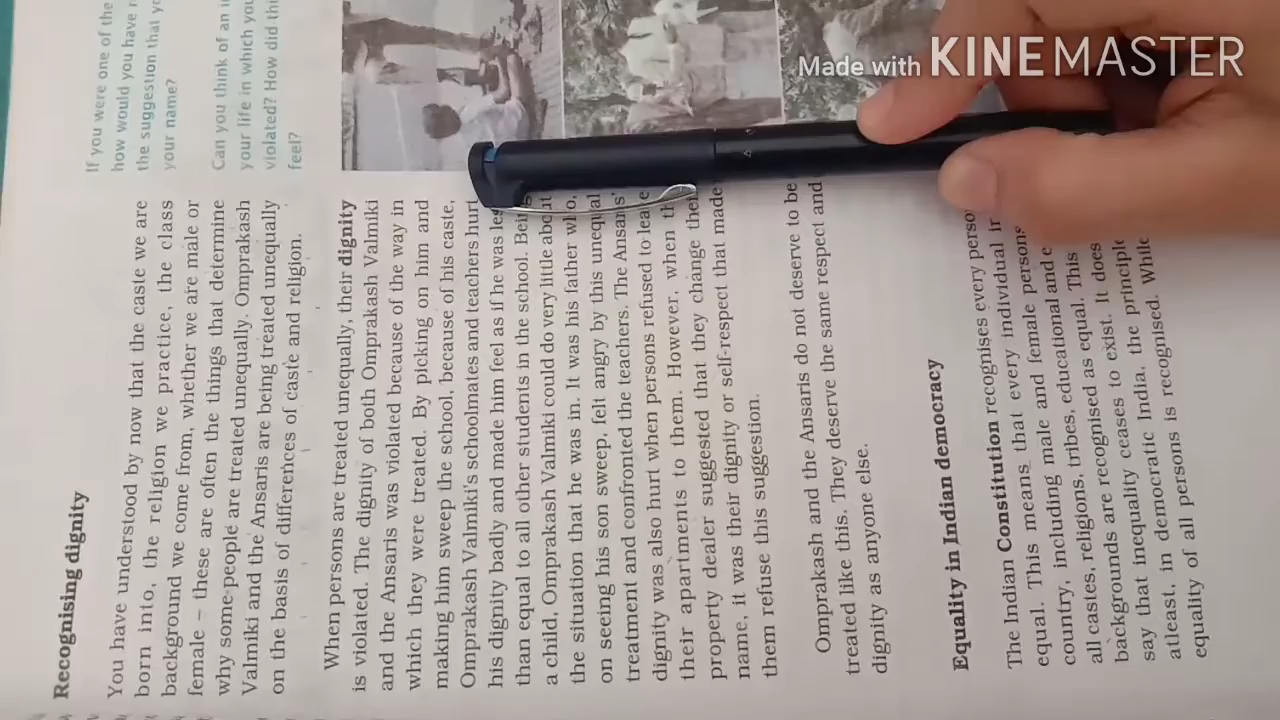 Made with KINEMASTER
If you were one of the
how would you have
the suggestion that
your name?
Can you think of an
your life in which you
violated? How did
feel?
Recognising dignity
You have understood by now that the caste we are
born into, the religion we practice, the class
background we come from, whether we are male or
female – these are often the things that determine
why some people are treated unequally. Omprakash
Valmiki and the Ansaris are being treated unequally
on the basis of differences of caste and religion.
When persons are treated unequally, their dignity
is violated. The dignity of both Omprakash Valmiki
and the Ansaris was violated because of the way in
which they were treated. By picking on him and
making him sweep the school, because of his caste,
Omprakash Valmiki's schoolmates and teachers hurt
his dignity badly and made him feel as if he was
than equal to all other students in the school. Being
a child, Omprakash Valmiki could do very little about
the situation that he was in. It was his father who,
on seeing his son sweep, felt angry by this unequal
treatment and confronted the teachers. The Ansaris'
dignity was also hurt when persons refused to lease
their apartments to them. However, when
property dealer suggested that they change their
name, it was their dignity or self-respect that made
them refuse this suggestion.
Omprakash and the Ansaris do not deserve to be
treated like this. They deserve the same respect and
dignity as anyone else.
Equality in Indian democracy
The Indian Constitution recognises every
equal. This means that every individual
country, including male and female
all castes, religions, tribes, educational and
backgrounds are recognised as equal. This
say that inequality ceases to exist. It does
atleast, in democratic India, the
equality of all persons is recognised. While